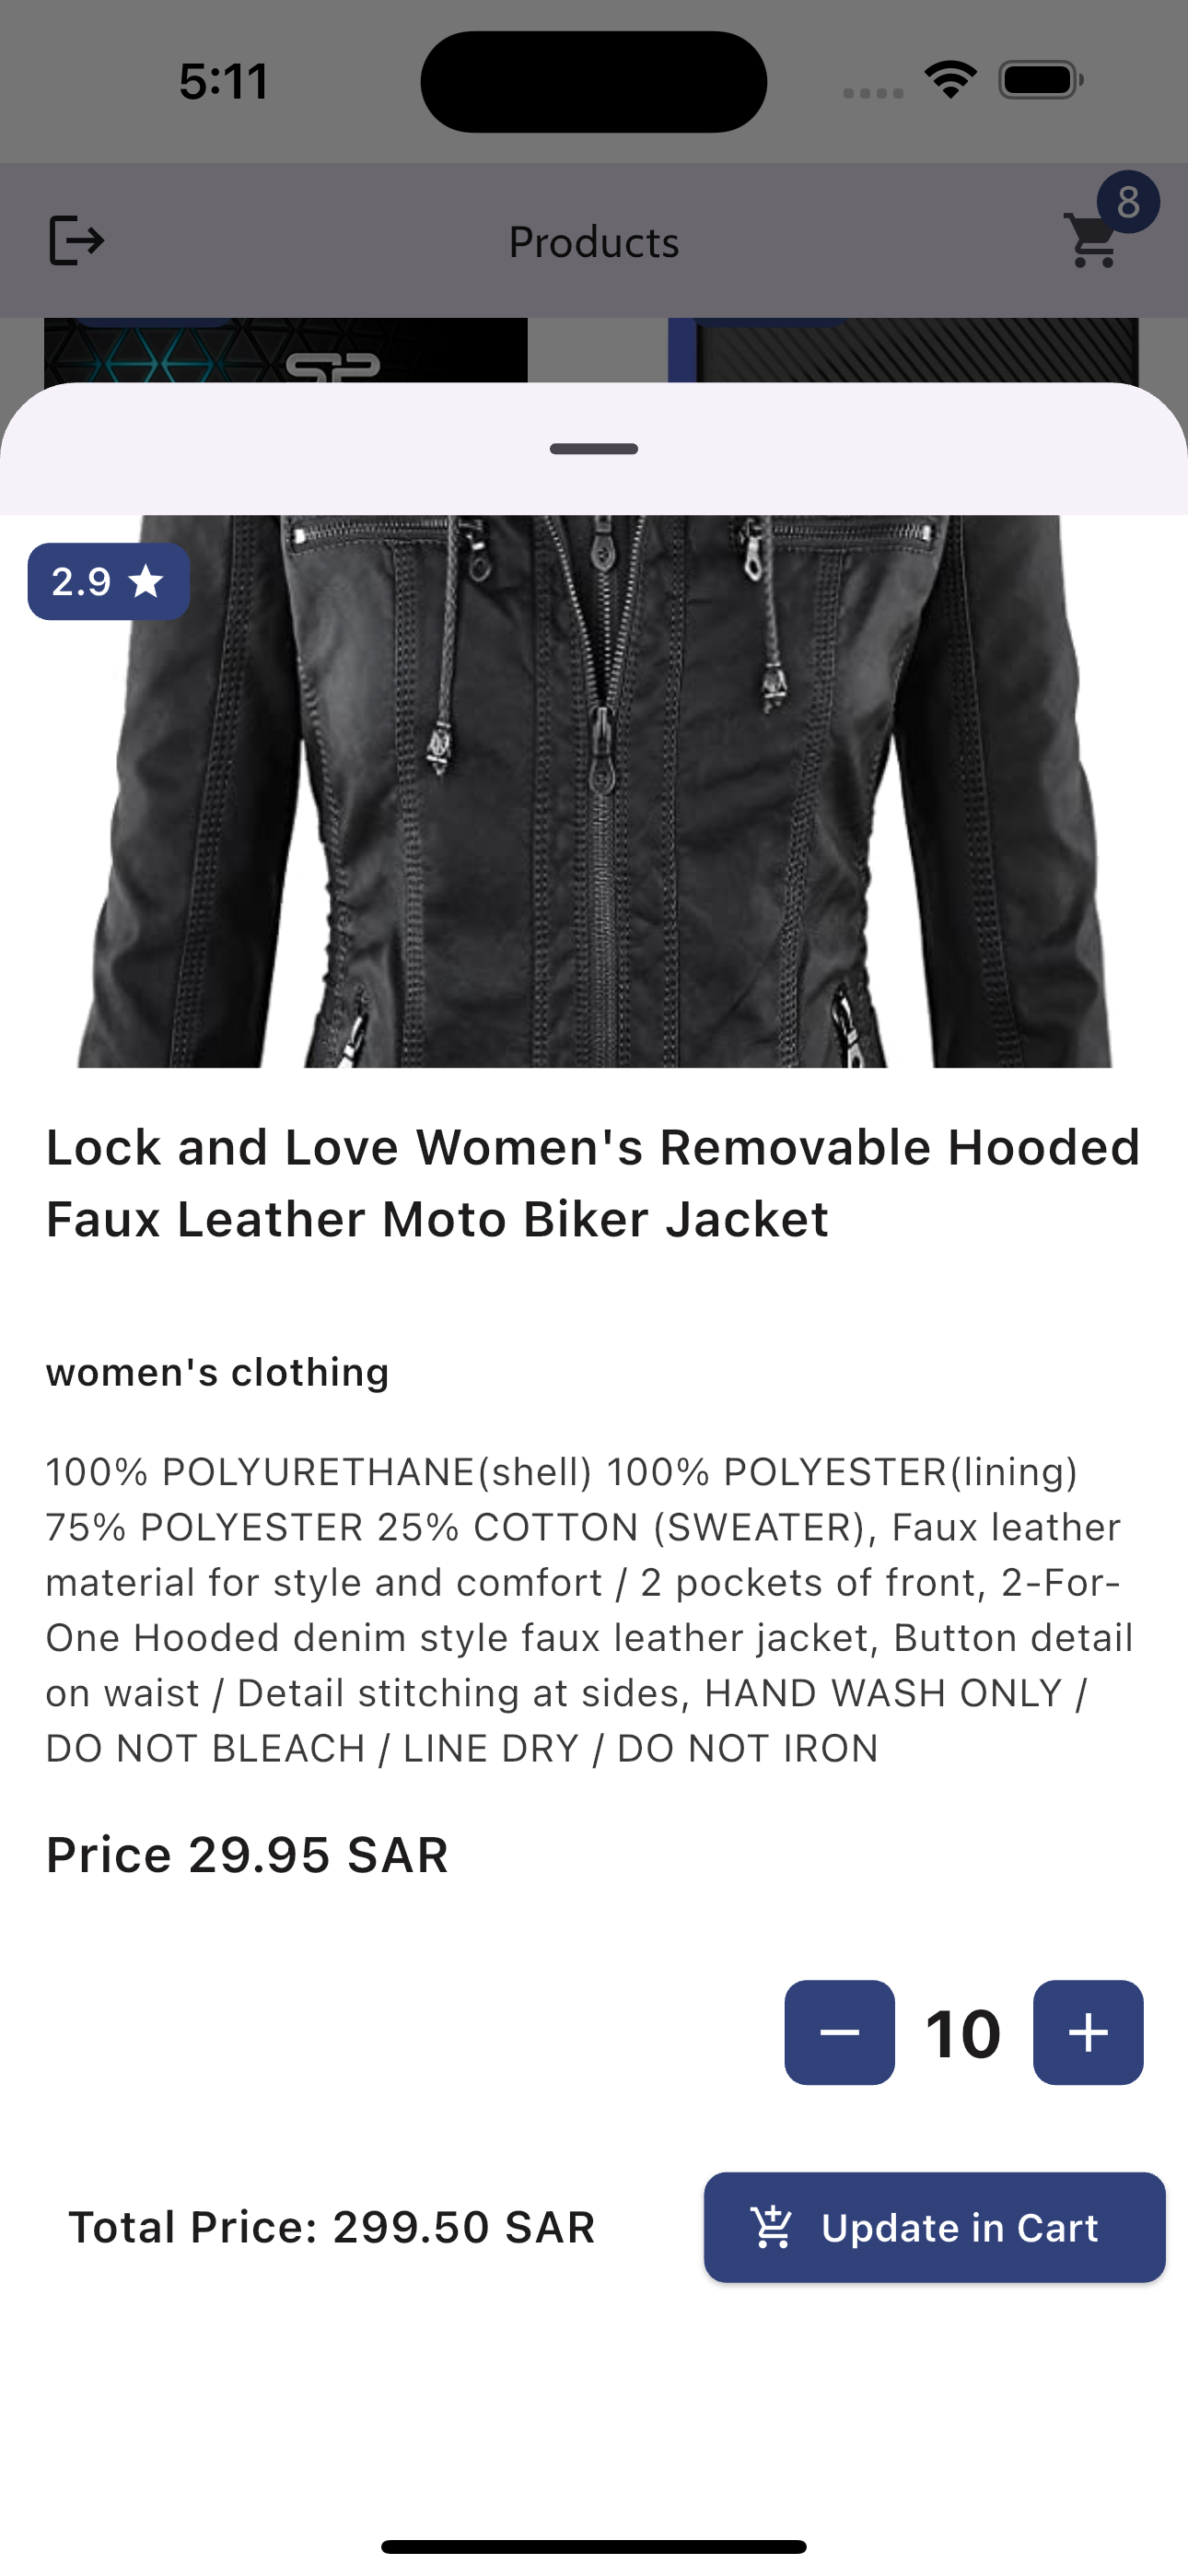 5:11
Products
8
SP
2.9
Lock and Love Women's Removable Hooded
Faux Leather Moto Biker Jacket
women's clothing
100% POLYURETHANE(shell) 100% POLYESTER(lining)
75% POLYESTER 25% COTTON (SWEATER), Faux leather
material for style and comfort / 2 pockets of front, 2-For-
One Hooded denim style faux leather jacket, Button detail
on waist / Detail stitching at sides, HAND WASH ONLY /
DO NOT BLEACH / LINE DRY / DO NOT IRON
Price 29.95 SAR
10
Total Price: 299.50 SAR
Update in Cart